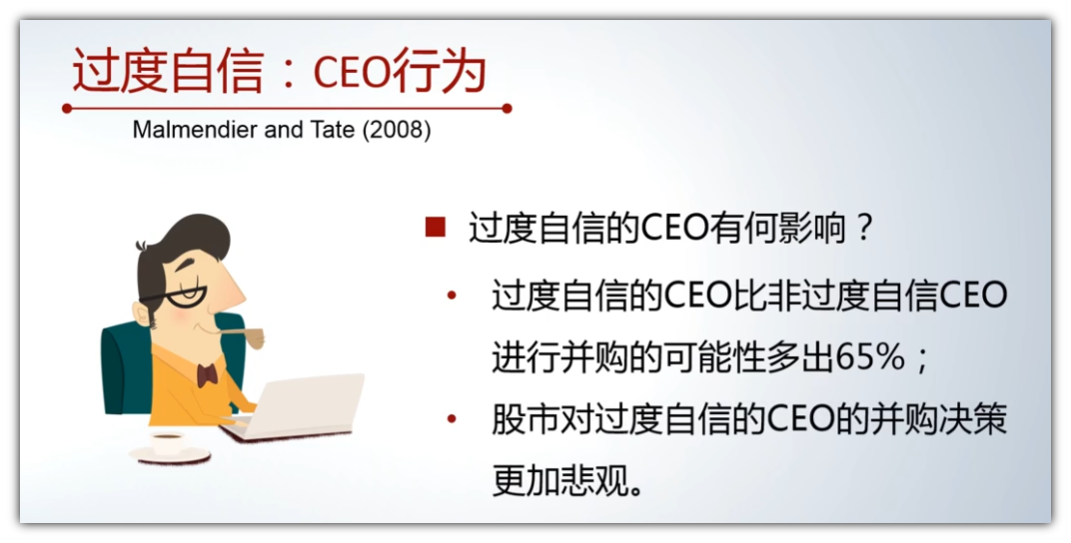 过度自信：CEO行为
Malmendier and Tate (2008)
■ 过度自信的CEO有何影响？
• 过度自信的CEO比非过度自信CEO
进行并购的可能性多出65%；
• 股市对过度自信的CEO的并购决策
更加悲观。